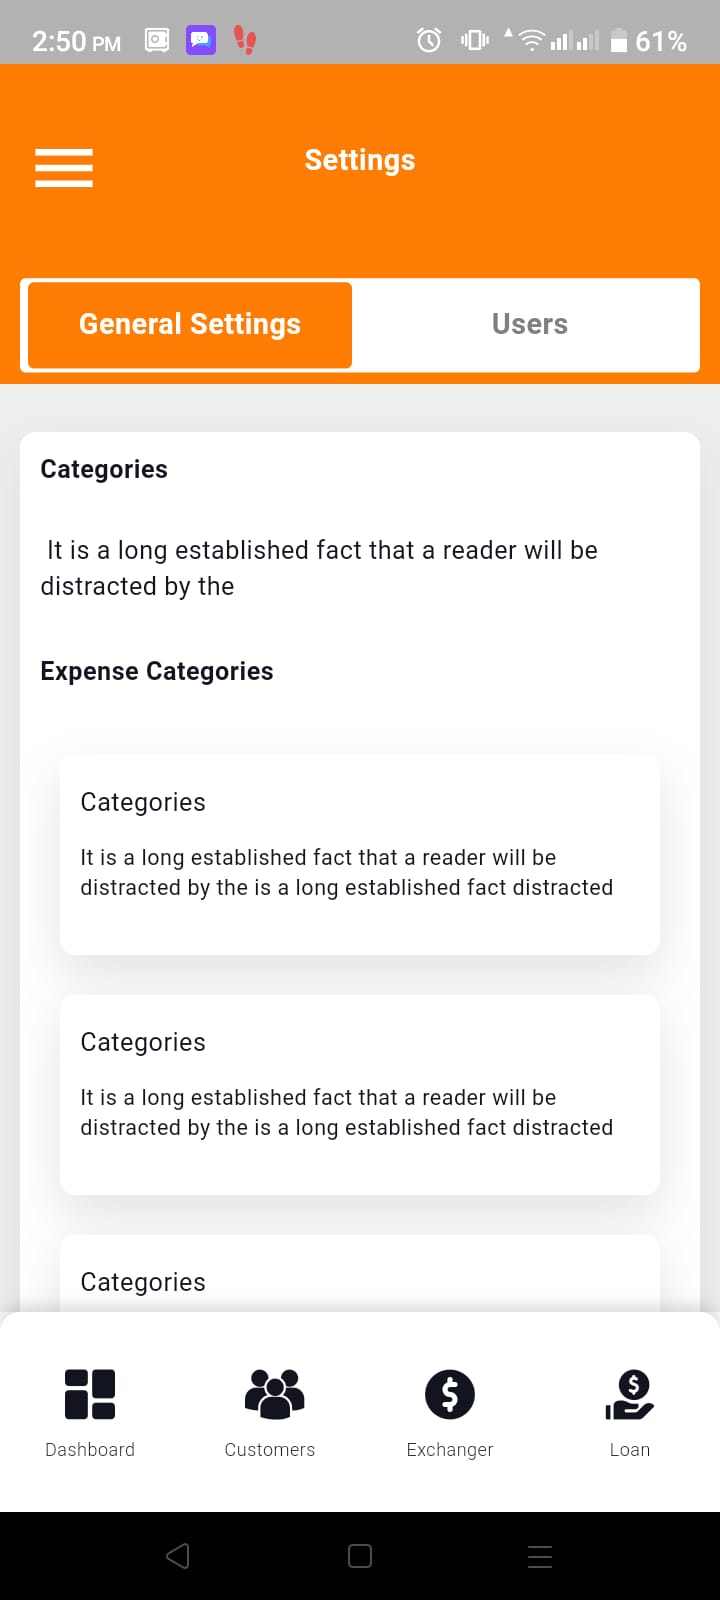 2:50 PM 61%
Settings
General Settings Users
Categories
It is a long established fact that a reader will be
distracted by the
Expense Categories
Categories
It is a long established fact that a reader will be
distracted by the is a long established fact distracted
Categories
It is a long established fact that a reader will be
distracted by the is a long established fact distracted
Categories
Dashboard Customers Exchanger Loan